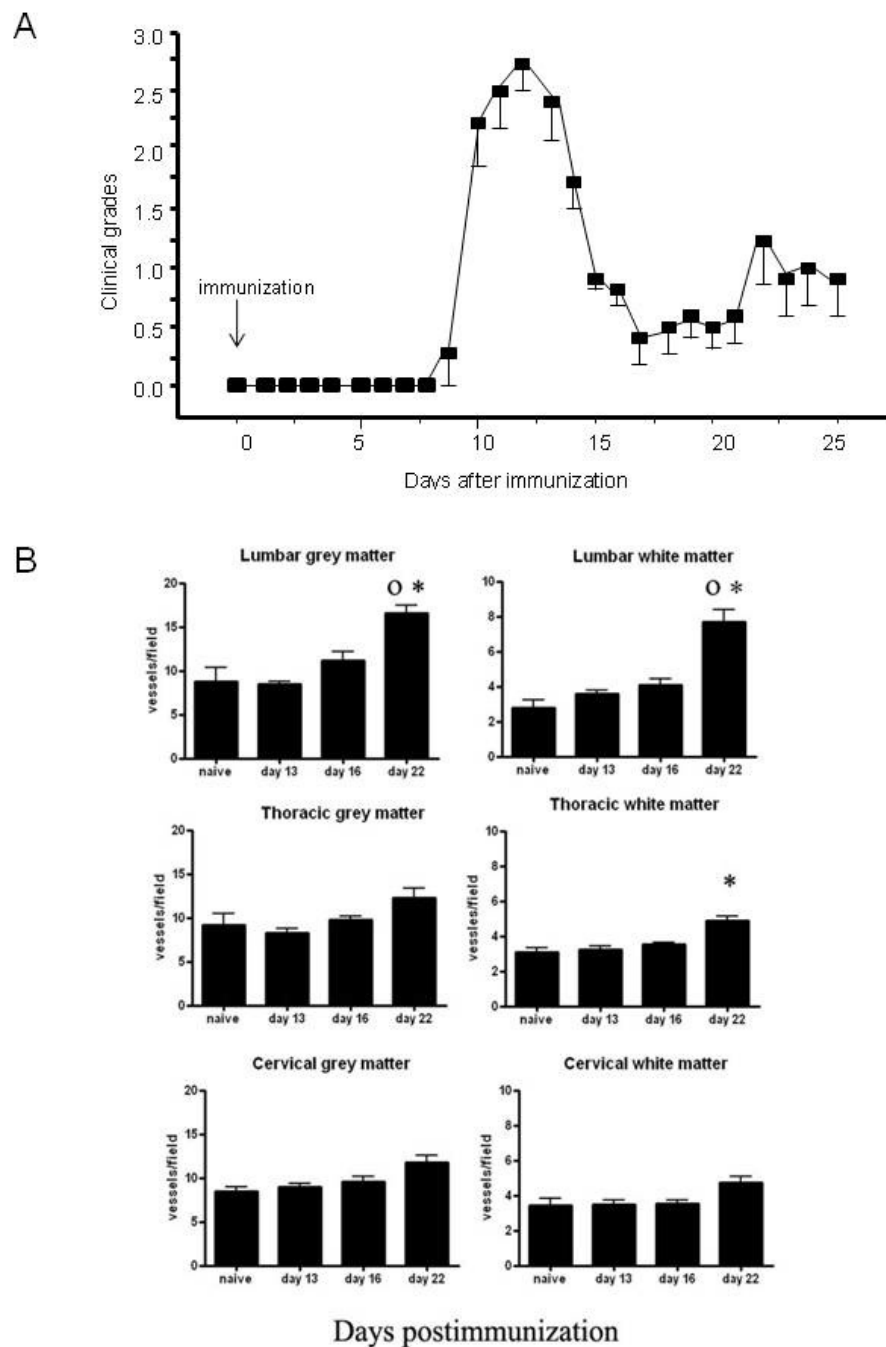 A
3.0
2.5
2.0
1.5
1.0
0.5
0.0
Clinical grades
immunization
0 5 10 15 20 25
Days after immunization
B
Lumbar grey matter
20
15
10
5
0
vessels/field
O *
naive day 13 day 16 day 22
Lumbar white matter
10
8
6
4
2
0
O *
naive day 13 day 16 day 22
Thoracic grey matter
20
15
10
5
0
vessels/field
naive day 13 day 16 day 22
Thoracic white matter
10
8
6
4
2
0
vessles/field
*
naive day 13 day 16 day 22
Cervical grey matter
20
15
10
5
0
vessels/field
naive day 13 day 16 day 22
Cervical white matter
10
8
6
4
2
0
vessels/field
naive day 13 day 16 day 22
Days postimmunization